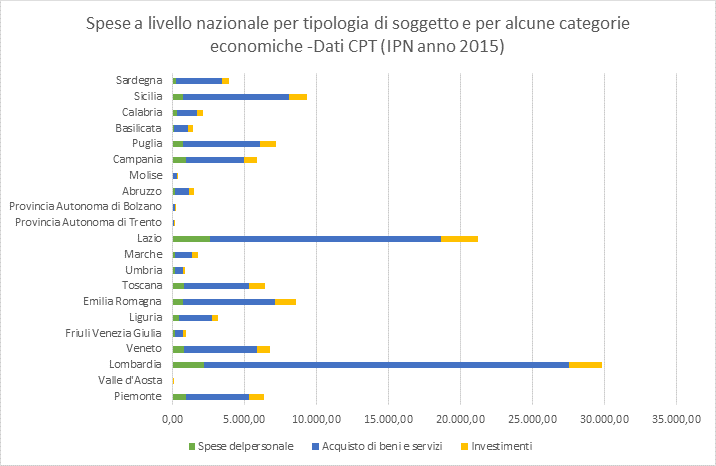 Spese a livello nazionale per tipologia di soggetto e per alcune categorie
economiche -Dati CPT (IPN anno 2015)
Sardegna
Sicilia
Calabria
Basilicata
Puglia
Campania
Molise
Abruzzo
Provincia Autonoma di Bolzano
Provincia Autonoma di Trento
Lazio
Marche
Umbria
Toscana
Emilia Romagna
Liguria
Friuli Venezia Giulia
Veneto
Lombardia
Valle d'Aosta
Piemonte
0,00 5.000,00 10.000,00 15.000,00 20.000,00 25.000,00 30.000,00 35.000,00
Spese delpersonale Acquisto di beni e servizi Investimenti